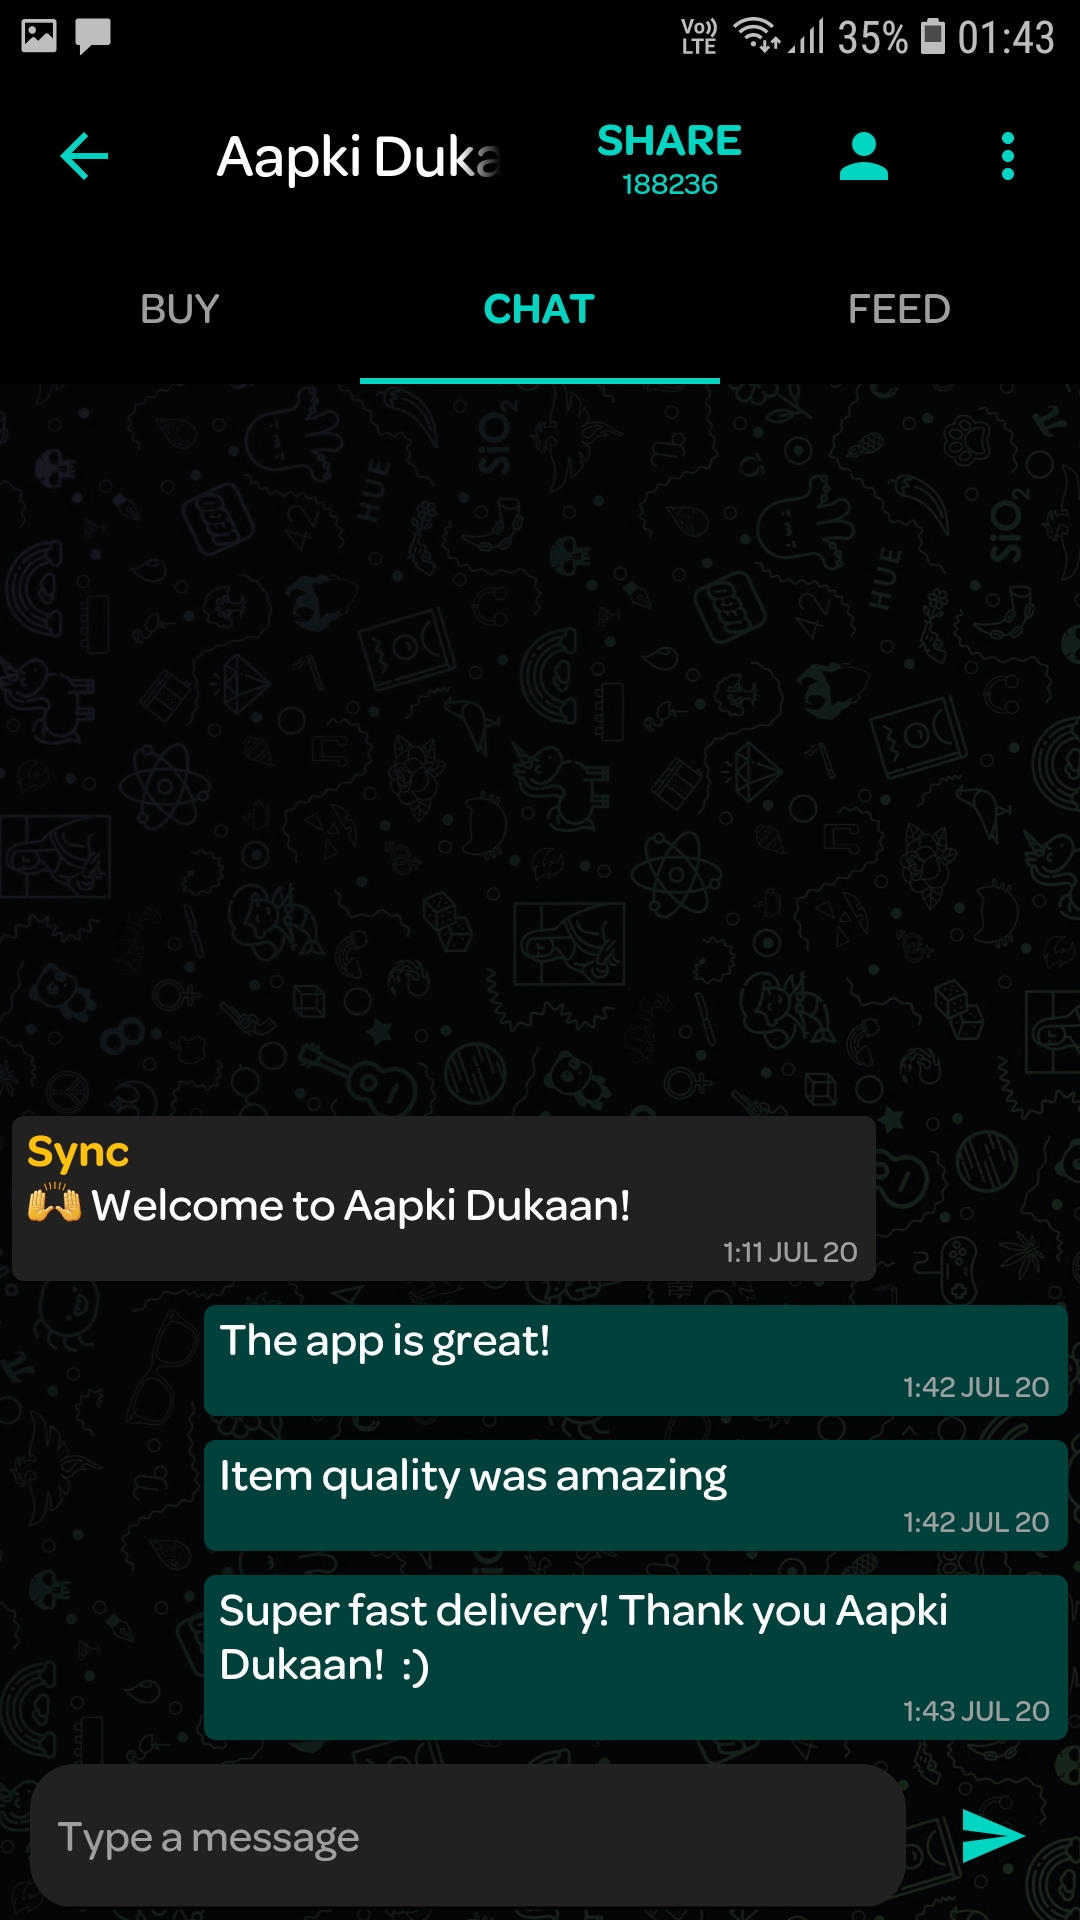 Vo)) LTE 35% 01:43
Aapki Duka
SHARE
188236
BUY CHAT FEED
Sync
🙌 Welcome to Aapki Dukaan!
1:11 JUL 20
The app is great!
1:42 JUL 20
Item quality was amazing
1:42 JUL 20
Super fast delivery! Thank you Aapki
Dukaan!  :)
1:43 JUL 20
Type a message